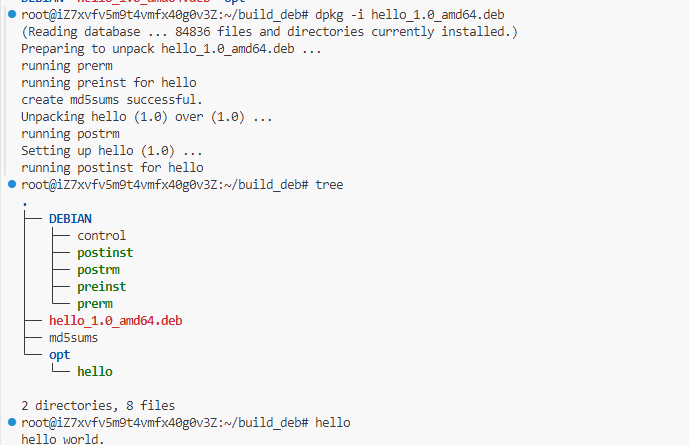 root@iZ7xvfv5m9t4vmfx40g0v3Z:~/build_deb# dpkg -i hello_1.0_amd64.deb
(Reading database ... 84836 files and directories currently installed.)
Preparing to unpack hello_1.0_amd64.deb ...
running prerm
running preinst for hello
create md5sums successful.
Unpacking hello (1.0) over (1.0) ...
running postrm
Setting up hello (1.0) ...
running postinst for hello
root@iZ7xvfv5m9t4vmfx40g0v3Z:~/build_deb# tree
.
├── DEBIAN
│   ├── control
│   ├── postinst
│   ├── postrm
│   ├── preinst
│   └── prerm
├── hello_1.0_amd64.deb
├── md5sums
└── opt
    └── hello
2 directories, 8 files
root@iZ7xvfv5m9t4vmfx40g0v3Z:~/build_deb# hello
hello world.